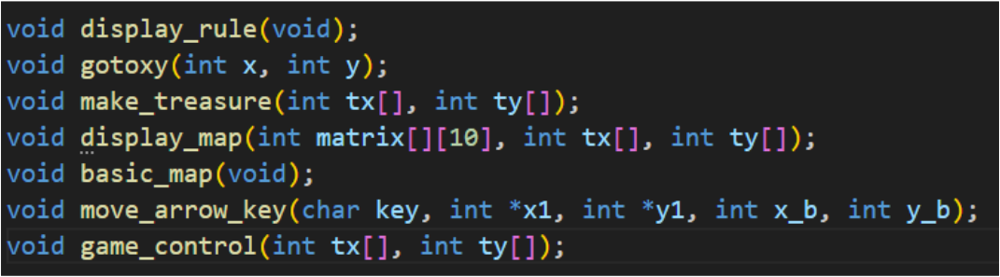 void display_rule(void);
void gotoxy(int x, int y);
void make_treasure(int tx[], int ty[]);
void display_map(int matrix[][10], int tx[], int ty[]);
void basic_map(void);
void move_arrow_key(char key, int *x1, int *y1, int x_b, int y_b);
void game_control(int tx[], int ty[]);